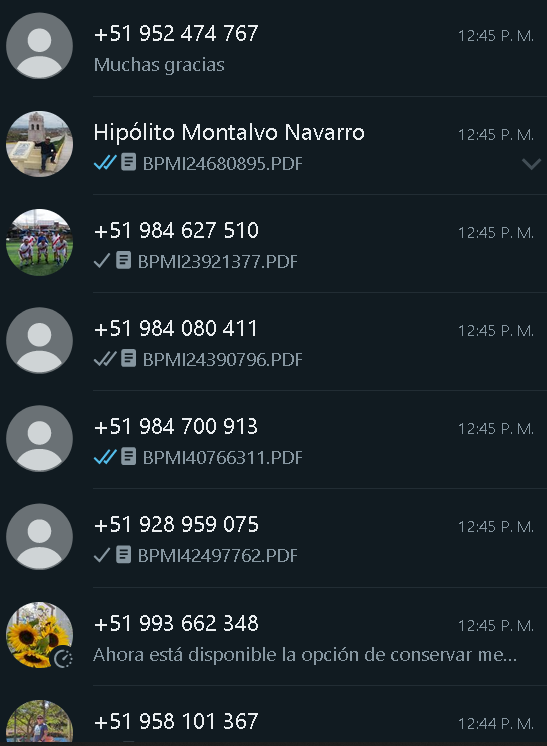 +51 952 474 767 12:45 P. M.
Muchas gracias
Hipólito Montalvo Navarro 12:45 P. M.
BPMI24680895.PDF
+51 984 627 510 12:45 P. M.
BPMI23921377.PDF
+51 984 080 411 12:45 P. M.
BPMI24390796.PDF
+51 984 700 913 12:45 P. M.
BPMI40766311.PDF
+51 928 959 075 12:45 P. M.
BPMI42497762.PDF
+51 993 662 348 12:45 P. M.
Ahora está disponible la opción de conservar me...
+51 958 101 367 12:44 P. M.